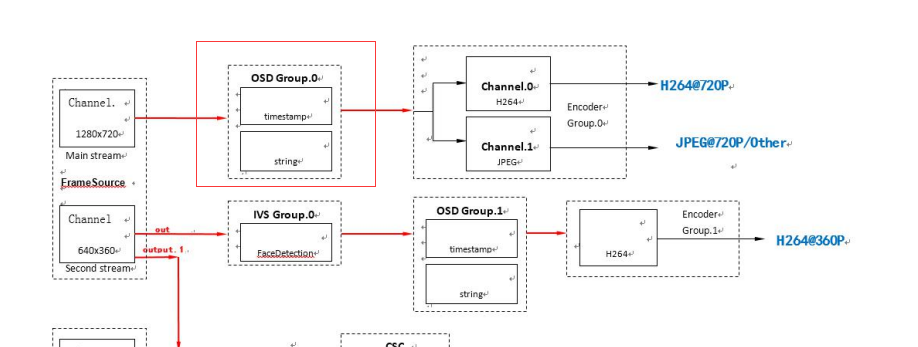 OSD Group.0
timestamp
string
Channel.
1280x720
Main stream
FrameSource
Channel
640x360
Second stream
out
output.1
Channel.0
H264
Channel.1
JPEG
Encoder
Group.0
H264@720P
JPEG@720P/Other
IVS Group.0
FaceDetection
OSD Group.1
timestamp
string
H264
Encoder
Group.1
H264@360P
CSC